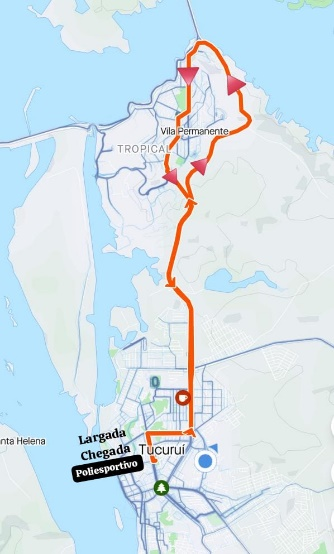 Vila Permanente
TROPICAL
Largada
Chegada
Poliesportivo
Tucuruí
anta Helena